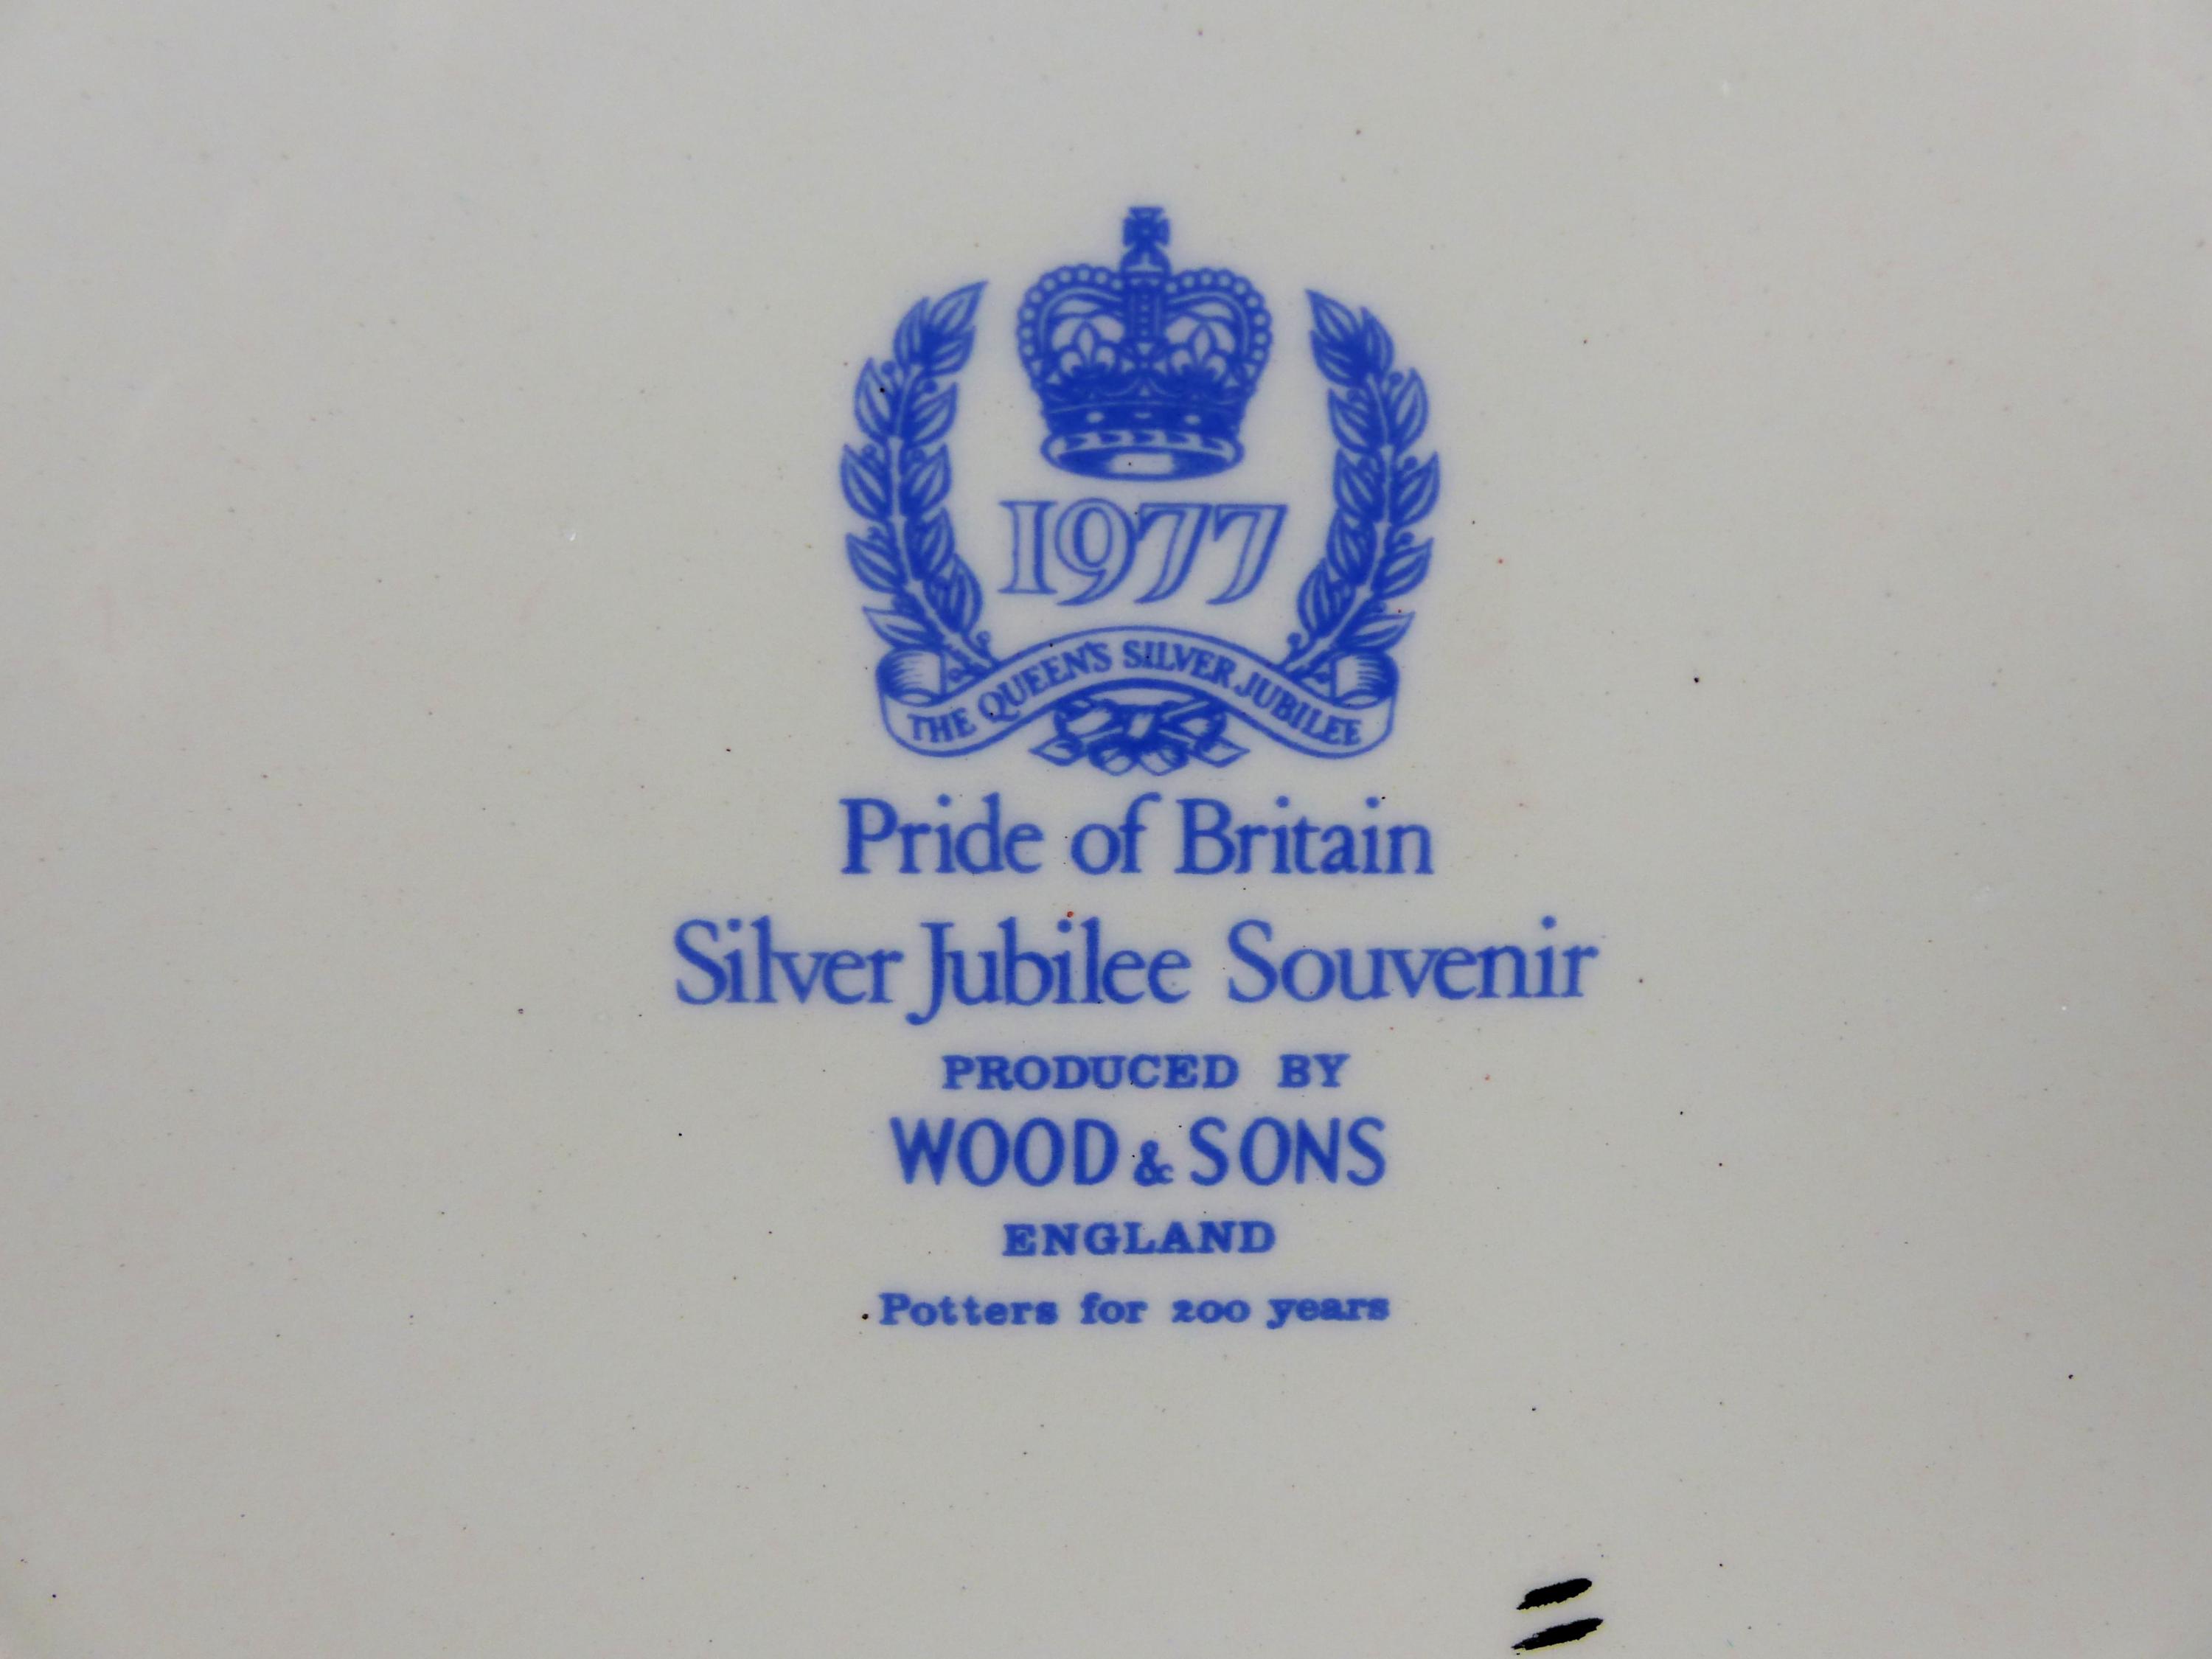 1977
THE QUEEN'S SILVER JUBILEE
Pride of Britain
Silver Jubilee Souvenir
PRODUCED BY
WOOD & SONS
ENGLAND
Potters for 200 years